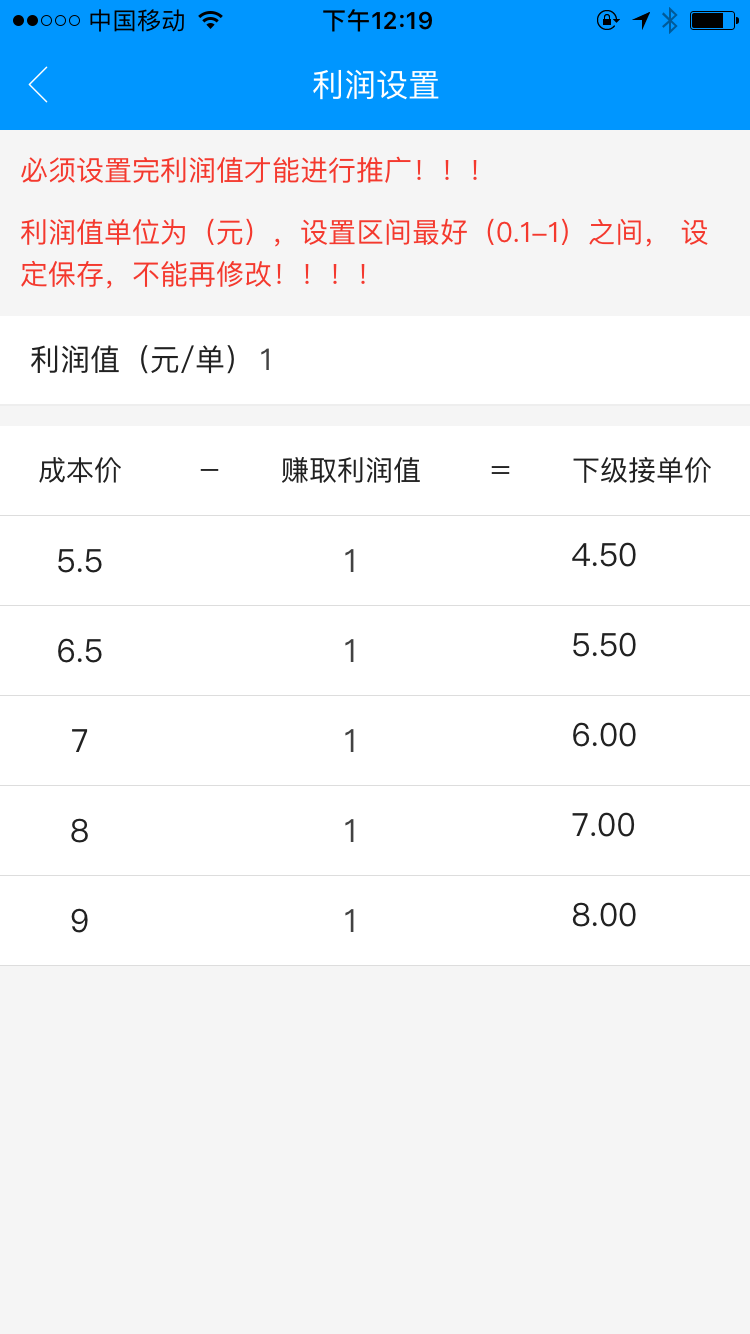 中国移动 下午12:19
利润设置
必须设置完利润值才能进行推广！！！
利润值单位为（元），设置区间最好（0.1–1）之间， 设
定保存，不能再修改！！！！
利润值（元/单） 1
成本价 － 赚取利润值 ＝ 下级接单价
5.5 1 4.50
6.5 1 5.50
7 1 6.00
8 1 7.00
9 1 8.00